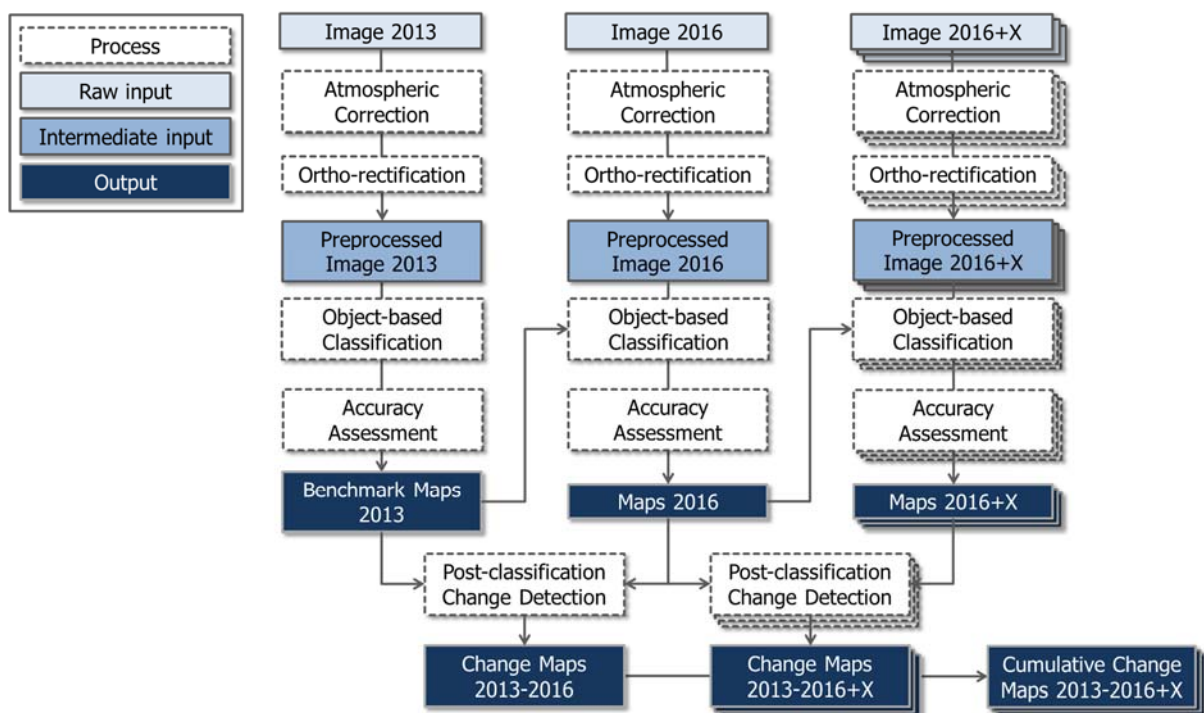 Process
Raw input
Intermediate input
Output
Image 2013
Atmospheric
Correction
Ortho-rectification
Preprocessed
Image 2013
Object-based
Classification
Accuracy
Assessment
Benchmark Maps
2013
Image 2016
Atmospheric
Correction
Ortho-rectification
Preprocessed
Image 2016
Object-based
Classification
Accuracy
Assessment
Maps 2016
Image 2016+X
Atmospheric
Correction
Ortho-rectification
Preprocessed
Image 2016+X
Object-based
Classification
Accuracy
Assessment
Maps 2016+X
Post-classification
Change Detection
Post-classification
Change Detection
Change Maps
2013-2016
Change Maps
2013-2016+X
Cumulative Change
Maps 2013-2016+X